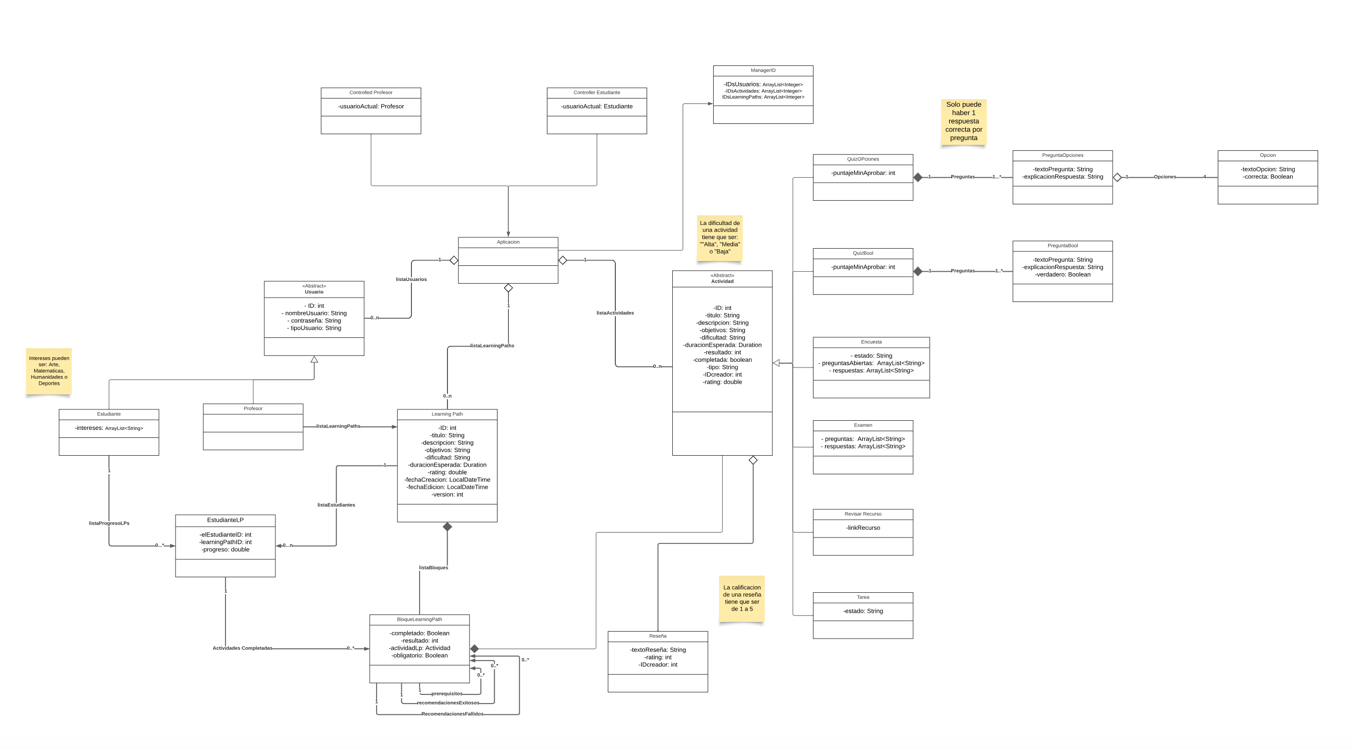 Controlled Profesor
-usuarioActual: Profesor
Controller Estudiante
-usuarioActual: Estudiante
ManagerID
-IDsUsuarios: ArrayList<Integer>
-IDsActividades: ArrayList<Integer>
IDsLearningPaths: ArrayList<Integer>
Solo puede
haber 1
respuesta
correcta por
pregunta
QuizOPciones
-puntajeMinAprobar: int
1
Preguntas
1..*
PreguntaOpciones
-textoPregunta: String
-explicacionRespuesta: String
1
Opciones
4
Opcion
-textoOpcion: String
-correcta: Boolean
La dificultad de
una actividad
tiene que ser:
""Alta", "Media"
o "Baja"
Aplicacion
1
listaUsuarios
0..n
1
listaActividades
0..n
1
listaLearningPaths
0..n
QuizBool
-puntajeMinAprobar: int
1
Preguntas
1..*
PreguntaBool
-textoPregunta: String
-explicacionRespuesta: String
-verdadero: Boolean
«Abstract»
Usuario
- ID: int
- nombreUsuario: String
- contraseña: String
- tipoUsuario: String
«Abstract»
Actividad
-ID: int
-titulo: String
-descripcion: String
-objetivos: String
-dificultad: String
-duracionEsperada: Duration
-resultado: int
-completada: boolean
-tipo: String
-IDcreador: int
-rating: double
Encuesta
- estado: String
- preguntasAbiertas: ArrayList<String>
- respuestas: ArrayList<String>
Intereses pueden
ser: Arte,
Matematicas,
Humanidades o
Deportes
Estudiante
-intereses: ArrayList<String>
Profesor
listaLearningPaths
Learning Path
-ID: int
-titulo: String
-descripcion: String
-objetivos: String
-dificultad: String
-duracionEsperada: Duration
-rating: double
-fechaCreacion: LocalDateTime
-fechaEdicion: LocalDateTime
-version: int
Examen
- preguntas: ArrayList<String>
- respuestas: ArrayList<String>
1
listaProgresoLPs
0..*
1
listaEstudiantes
0..n
EstudianteLP
-elEstudianteID: int
-learningPathID: int
-progreso: double
Revisar Recurso
-linkRecurso
listaBloques
La calificacion
de una reseña
tiene que ser
de 1 a 5
Tarea
-estado: String
1
Actividades Completadas
0..*
BloqueLearningPath
-completado: Boolean
-resultado: int
-actividadLp: Actividad
-obligatorio: Boolean
Reseña
-textoReseña: String
-rating: int
-IDcreador: int
1
prerequisitos
0..*
1
recomendacionesExitosos
0..*
1
RecomendacionesFallidos
0..*